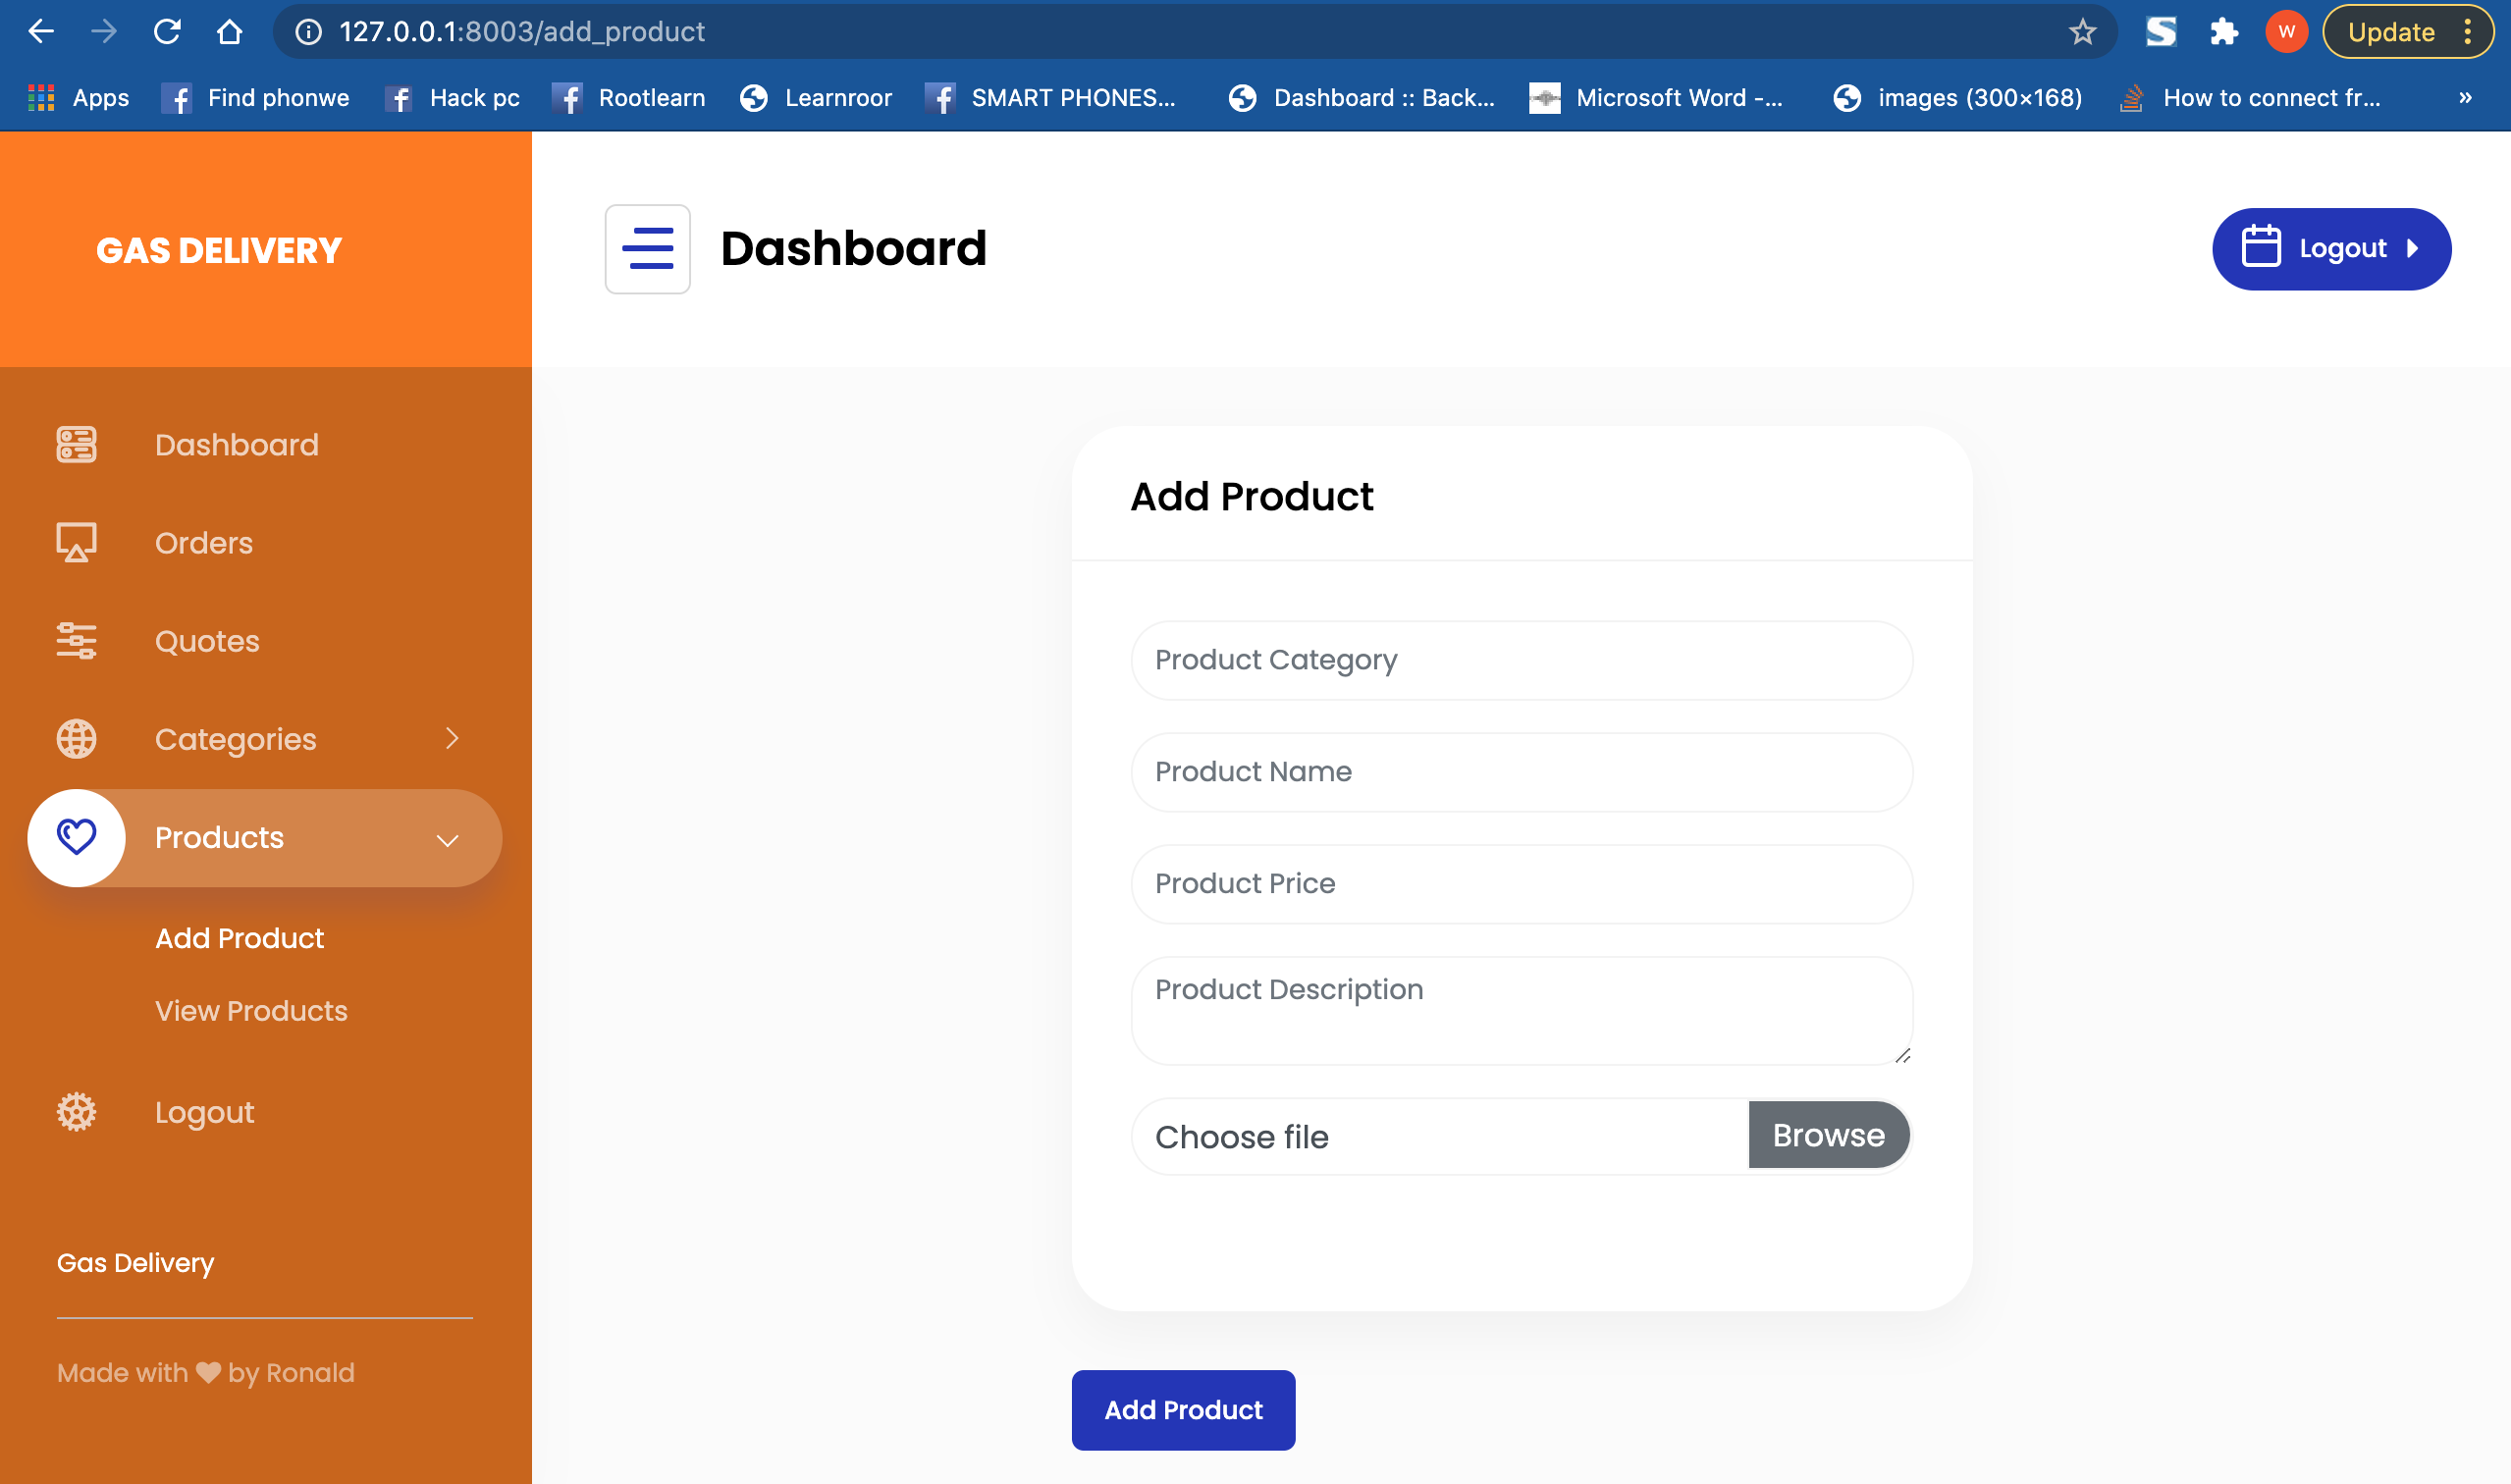 127.0.0.1:8003/add_product
W
Update
Apps
Find phonwe
Hack pc
Rootlearn
Learnroor
SMART PHONES...
Dashboard :: Back...
Microsoft Word -...
images (300×168)
How to connect fr...
»
GAS DELIVERY
Dashboard
Logout
Dashboard
Orders
Quotes
Categories
Products
Add Product
View Products
Logout
Gas Delivery
Made with by Ronald
Add Product
Product Category
Product Name
Product Price
Product Description
Choose file
Browse
Add Product